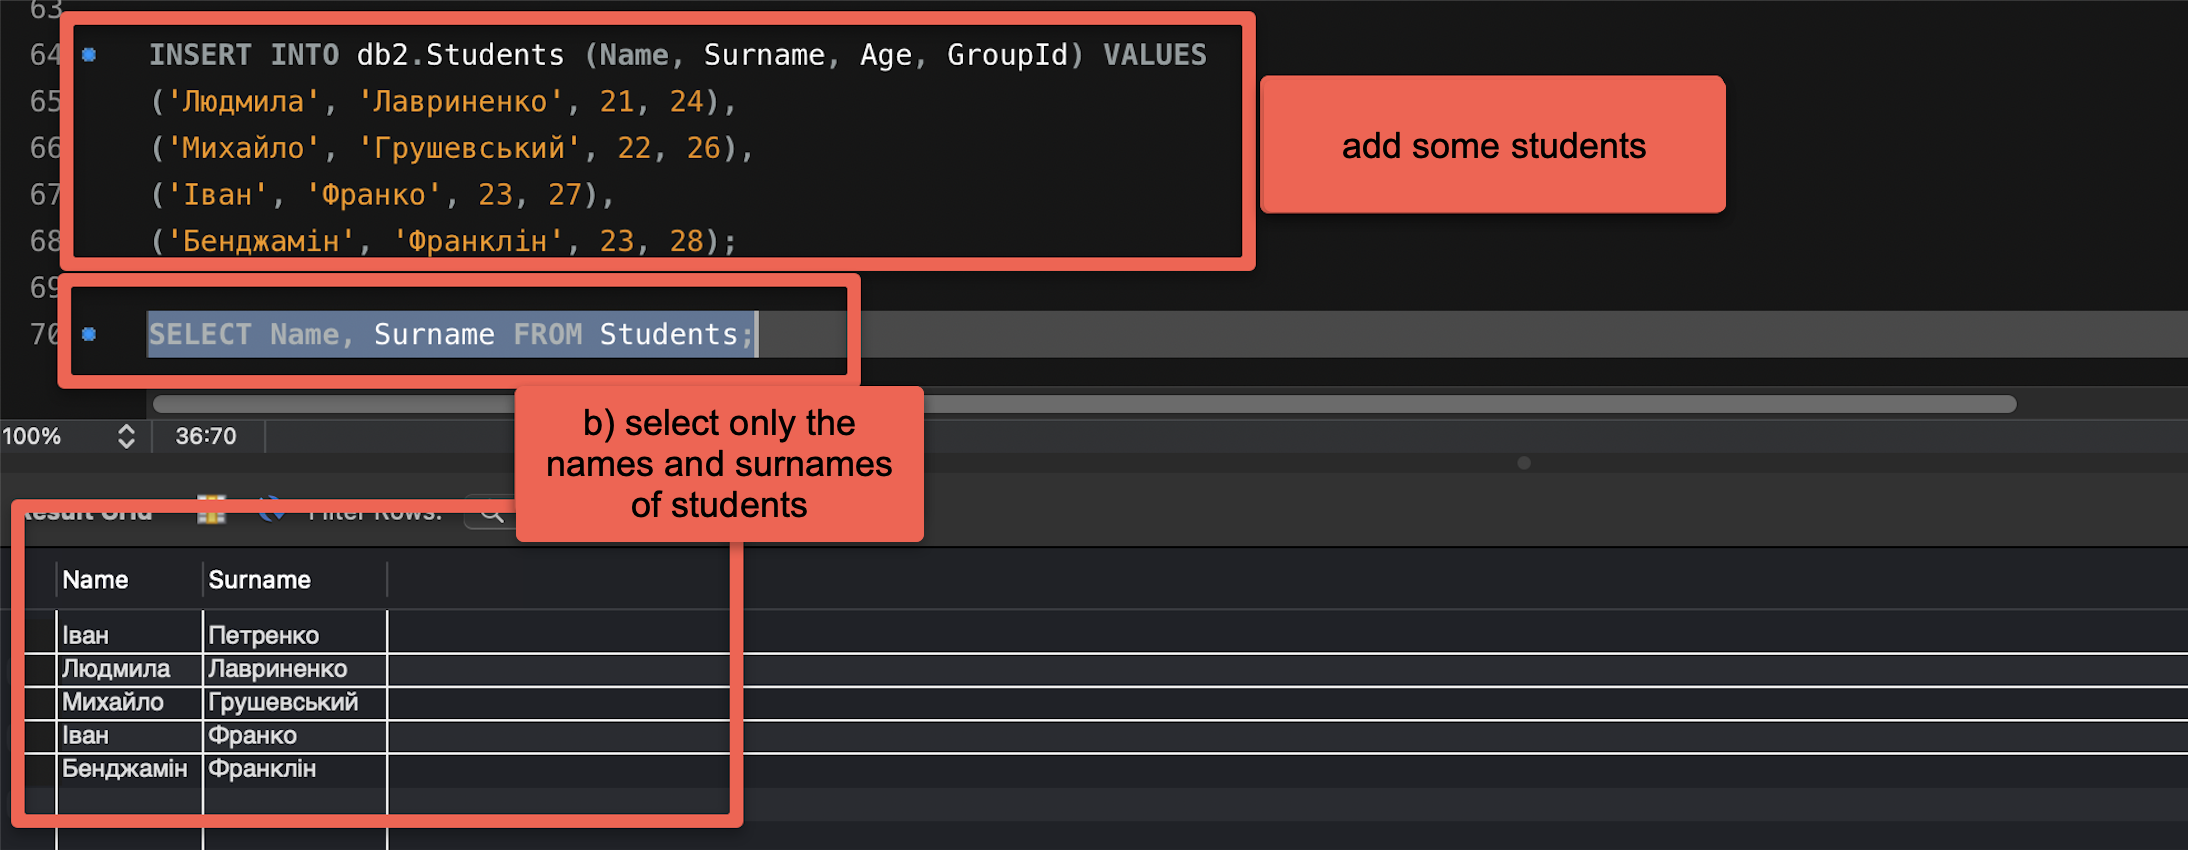 63
64 INSERT INTO db2.Students (Name, Surname, Age, GroupId) VALUES
65 ('Людмила', 'Лавриненко', 21, 24),
66 ('Михайло', 'Грушевський', 22, 26),
67 ('Іван', 'Франко', 23, 27),
68 ('Бенджамін', 'Франклін', 23, 28);
add some students
69
70 SELECT Name, Surname FROM Students;
b) select only the
names and surnames
of students
100% 36:70
Result Grid Filter Rows:
Name Surname
Іван Петренко
Людмила Лавриненко
Михайло Грушевський
Іван Франко
Бенджамін Франклін